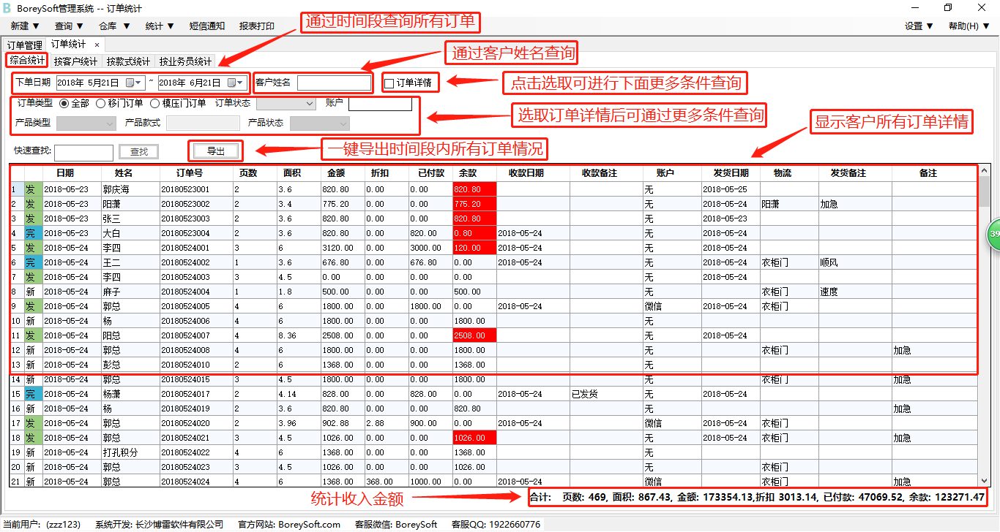 BoreySoft管理系统 -- 订单统计
新建 ▼ 查询 ▼ 仓库 ▼ 统计 ▼ 短信通知 报表打印 设置 ▼ 帮助(H) ▼
通过时间段查询所有订单
订单管理 订单统计 ×
综合统计 按客户统计 按款式统计 按业务员统计
通过客户姓名查询
下单日期 2018年 5月21日 ~ 2018年 6月21日 客户姓名 订单详情
点击选取可进行下面更多条件查询
订单类型 全部 移门订单 模压门订单 订单状态 账户
选取订单详情后可通过更多条件查询
产品类型 产品款式 产品状态
显示客户所有订单详情
快速查找: 查找 导出
一键导出时间段内所有订单情况
日期 姓名 订单号 页数 面积 金额 折扣 已付款 余款 收款日期 收款备注 账户 发货日期 物流 发货备注 备注
1 发 2018-05-23 郭庆海 20180523001 2 3.6 820.80 0.00 0.00 820.80 无 2018-05-25
2 发 2018-05-23 阳萧 20180523002 2 3.4 775.20 0.00 0.00 775.20 无 2018-05-24 阳萧 加急
3 发 2018-05-23 张三 20180523003 2 3.6 820.80 0.00 0.00 820.80 无 2018-05-23
4 完 2018-05-23 大白 20180523004 2 3.6 820.80 0.00 820.00 0.80 2018-05-24 无 2018-05-24
5 发 2018-05-24 李四 20180524001 3 6 3120.00 0.00 3000.00 120.00 2018-05-24 无 2018-05-24
6 完 2018-05-24 王二 20180524002 1 3.6 676.80 0.00 676.80 0.00 2018-05-24 无 2018-05-24 衣柜门 顺风
7 发 2018-05-24 李四 20180524003 3 4.5 0.00 0.00 0.00 0.00 无 2018-05-24
8 新 2018-05-24 麻子 20180524004 1 1.8 500.00 0.00 0.00 500.00 无 衣柜门 速度
9 发 2018-05-24 郭总 20180524005 4 6 1800.00 0.00 1800.00 0.00 2018-05-24 微信 2018-05-24 衣柜门
10 新 2018-05-24 杨 20180524006 4 6 1800.00 0.00 0.00 1800.00 无
11 发 2018-05-24 阳总 20180524007 4 8.36 2508.00 0.00 0.00 2508.00 无 2018-05-24
12 新 2018-05-24 郭总 20180524008 4 6 1800.00 0.00 0.00 1800.00 无 衣柜门 加急
13 新 2018-05-24 彭总 20180524010 2 6 1368.00 0.00 0.00 1368.00 无
14 新 2018-05-24 郭总 20180524015 3 4.5 1800.00 0.00 0.00 1800.00 无 衣柜门 加急
15 完 2018-05-24 杨潇 20180524017 2 4.14 828.00 0.00 828.00 0.00 2018-05-24 已发货 无 2018-05-24
16 新 2018-05-24 杨 20180524019 2 3.6 820.80 0.00 0.00 820.80 无 加急
17 发 2018-05-24 郭总 20180524020 2 3.96 902.88 2.88 900.00 0.00 2018-05-24 微信 2018-05-24 衣柜门
18 发 2018-05-24 郭总 20180524021 3 4.5 1026.00 0.00 0.00 1026.00 无 2018-05-24 衣柜门 加急
19 新 2018-05-24 打孔积分 20180524022 4 6 1368.00 0.00 0.00 1368.00 无
20 新 2018-05-24 郭总 20180524023 3 4.5 1026.00 0.00 0.00 1026.00 无 衣柜门
21 新 2018-05-24 郭总 20180524024 4 6 1368.00 368.00 1000.00 0.00 2018-05-24 微信 衣柜门 加急
39
统计收入金额
合计: 页数: 469, 面积: 867.43, 金额: 173354.13,折扣 3013.14, 已付款: 47069.52, 余款: 123271.47
当前用户: (zzz123) 系统开发: 长沙博雷软件有限公司 官方网站: BoreySoft.com 客服微信: BoreySoft 客服QQ: 1922660776